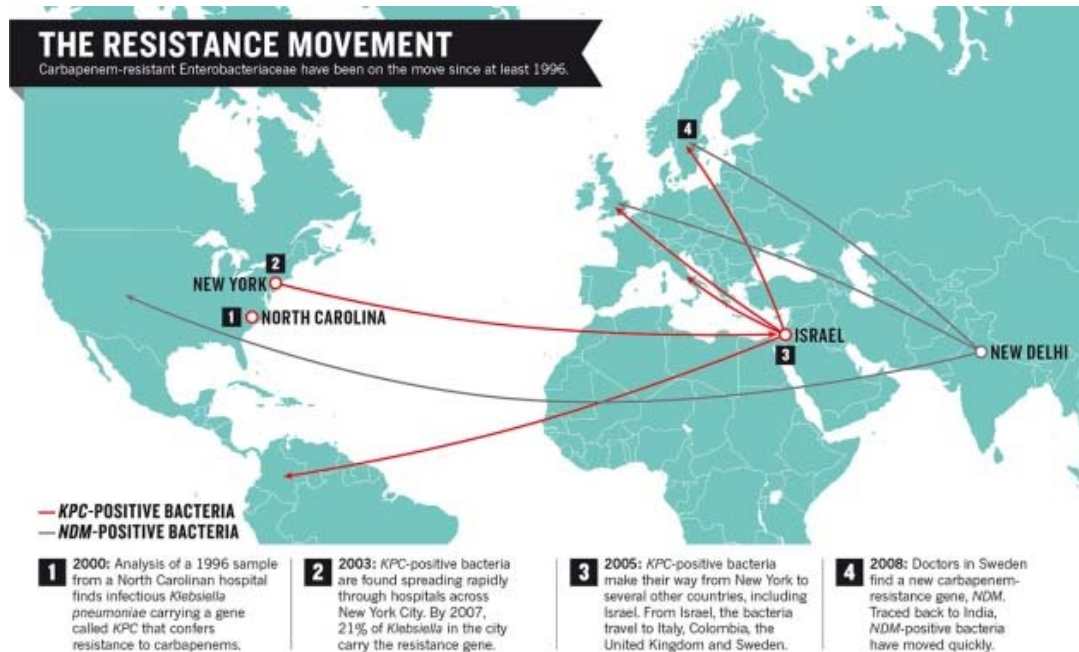 THE RESISTANCE MOVEMENT
Carbapenem-resistant Enterobacteriaceae have been on the move since at least 1996.
4
2
NEW YORK
1
NORTH CAROLINA
ISRAEL
3
NEW DELHI
KPC-POSITIVE BACTERIA
NDM-POSITIVE BACTERIA
1
2000: Analysis of a 1996 sample
from a North Carolinan hospital
finds infectious Klebsiella
pneumoniae carrying a gene
called KPC that confers
resistance to carbapenems.
2
2003: KPC-positive bacteria
are found spreading rapidly
through hospitals across
New York City. By 2007,
21% of Klebsiella in the city
carry the resistance gene.
3
2005: KPC-positive bacteria
make their way from New York to
several other countries, including
Israel. From Israel, the bacteria
travel to Italy, Colombia, the
United Kingdom and Sweden.
4
2008: Doctors in Sweden
find a new carbapenem-
resistance gene, NDM.
Traced back to India,
NDM-positive bacteria
have moved quickly.